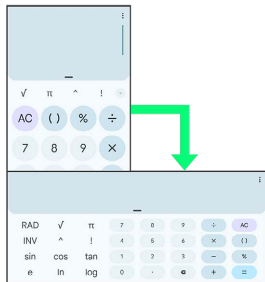 √ π ^ !
AC ( ) % ÷
7 8 9 ×
RAD √ π 7 8 9 ÷ AC
INV ^ ! 4 5 6 × ( )
sin cos tan 1 2 3 − %
e ln log 0 . + =